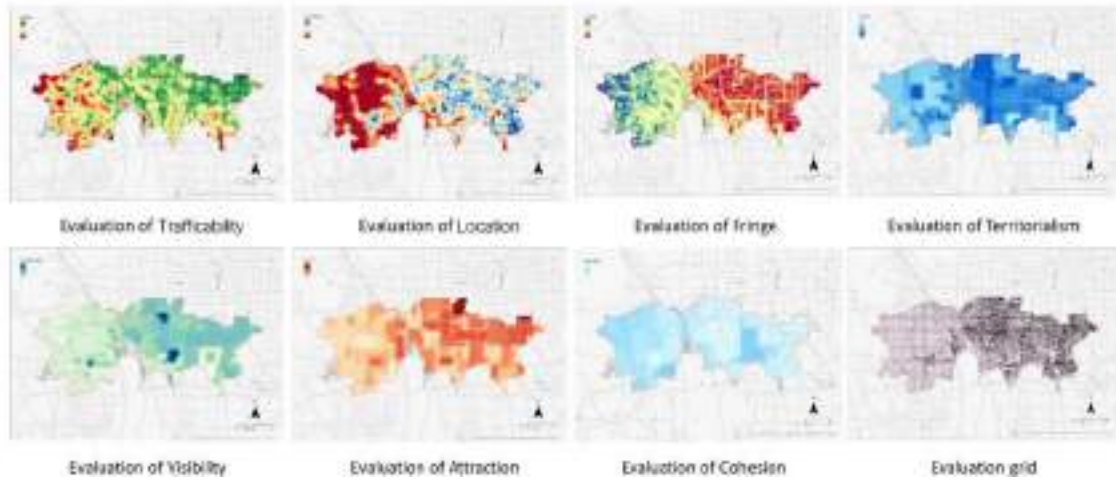 Evaluation of Trafficability
Evaluation of Location
Evaluation of Fringe
Evaluation of Territorialism
Evaluation of Visibility
Evaluation of Attraction
Evaluation of Cohesion
Evaluation grid